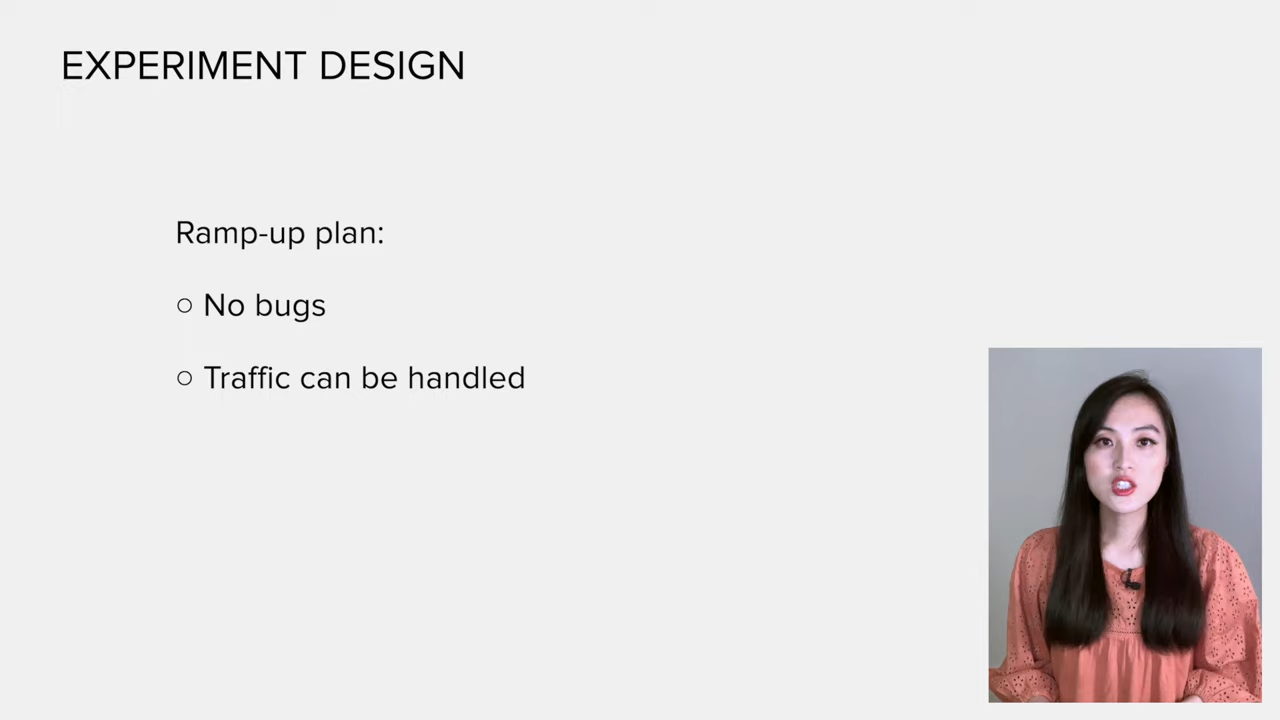 EXPERIMENT DESIGN
Ramp-up plan:
○ No bugs
○ Traffic can be handled